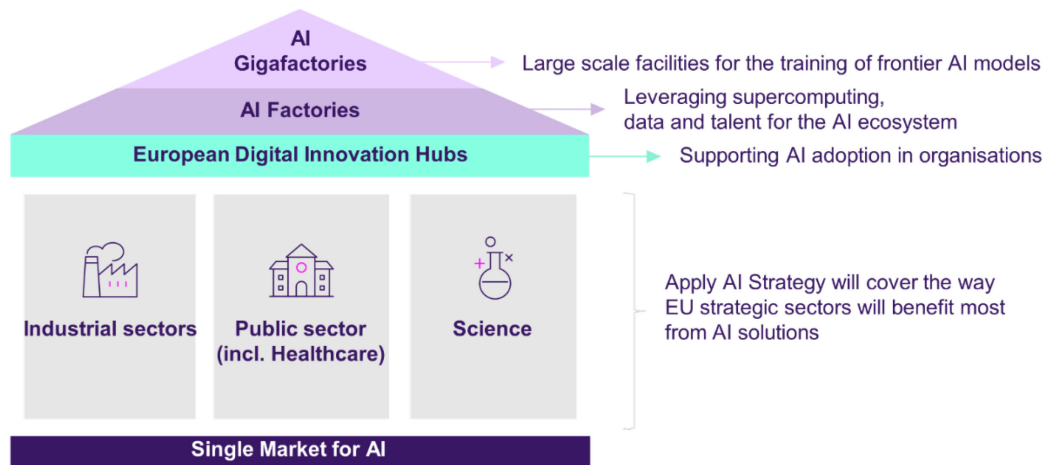 AI
Gigafactories
Large scale facilities for the training of frontier AI models
AI Factories
Leveraging supercomputing,
data and talent for the AI ecosystem
European Digital Innovation Hubs
Supporting AI adoption in organisations
Industrial sectors
Public sector
(incl. Healthcare)
Science
Apply AI Strategy will cover the way
EU strategic sectors will benefit most
from AI solutions
Single Market for AI